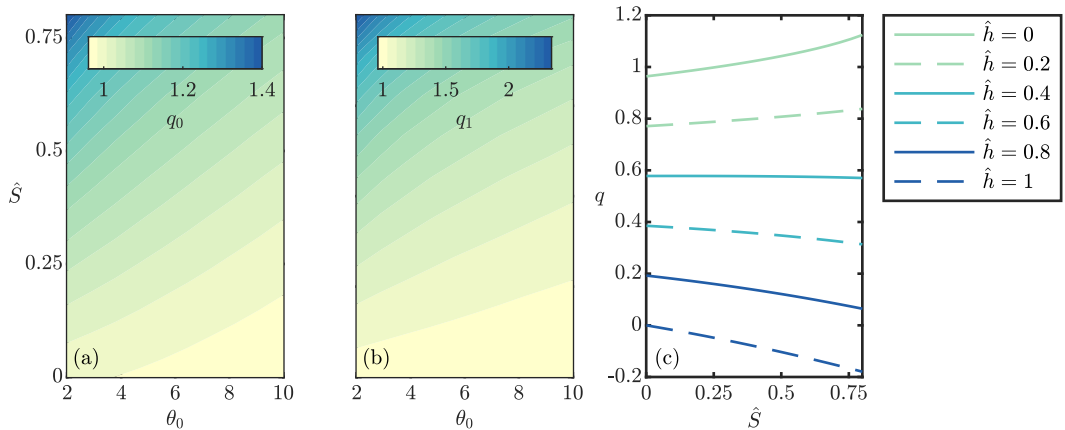 0.75
0.5
Ŝ
0.25
0
2 4 6 8 10
θ₀
1 1.2 1.4
q₀
(a)
2 4 6 8 10
θ₀
1 1.5 2
q₁
(b)
1.2
1
0.8
0.6
q
0.4
0.2
0
-0.2
0 0.25 0.5 0.75
Ŝ
(c)
ĥ = 0
ĥ = 0.2
ĥ = 0.4
ĥ = 0.6
ĥ = 0.8
ĥ = 1